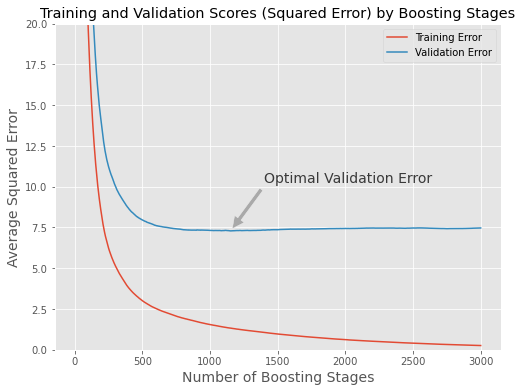 Training and Validation Scores (Squared Error) by Boosting Stages
20.0
17.5
15.0
12.5
10.0
7.5
5.0
2.5
0.0
Average Squared Error
Training Error
Validation Error
Optimal Validation Error
0 500 1000 1500 2000 2500 3000
Number of Boosting Stages